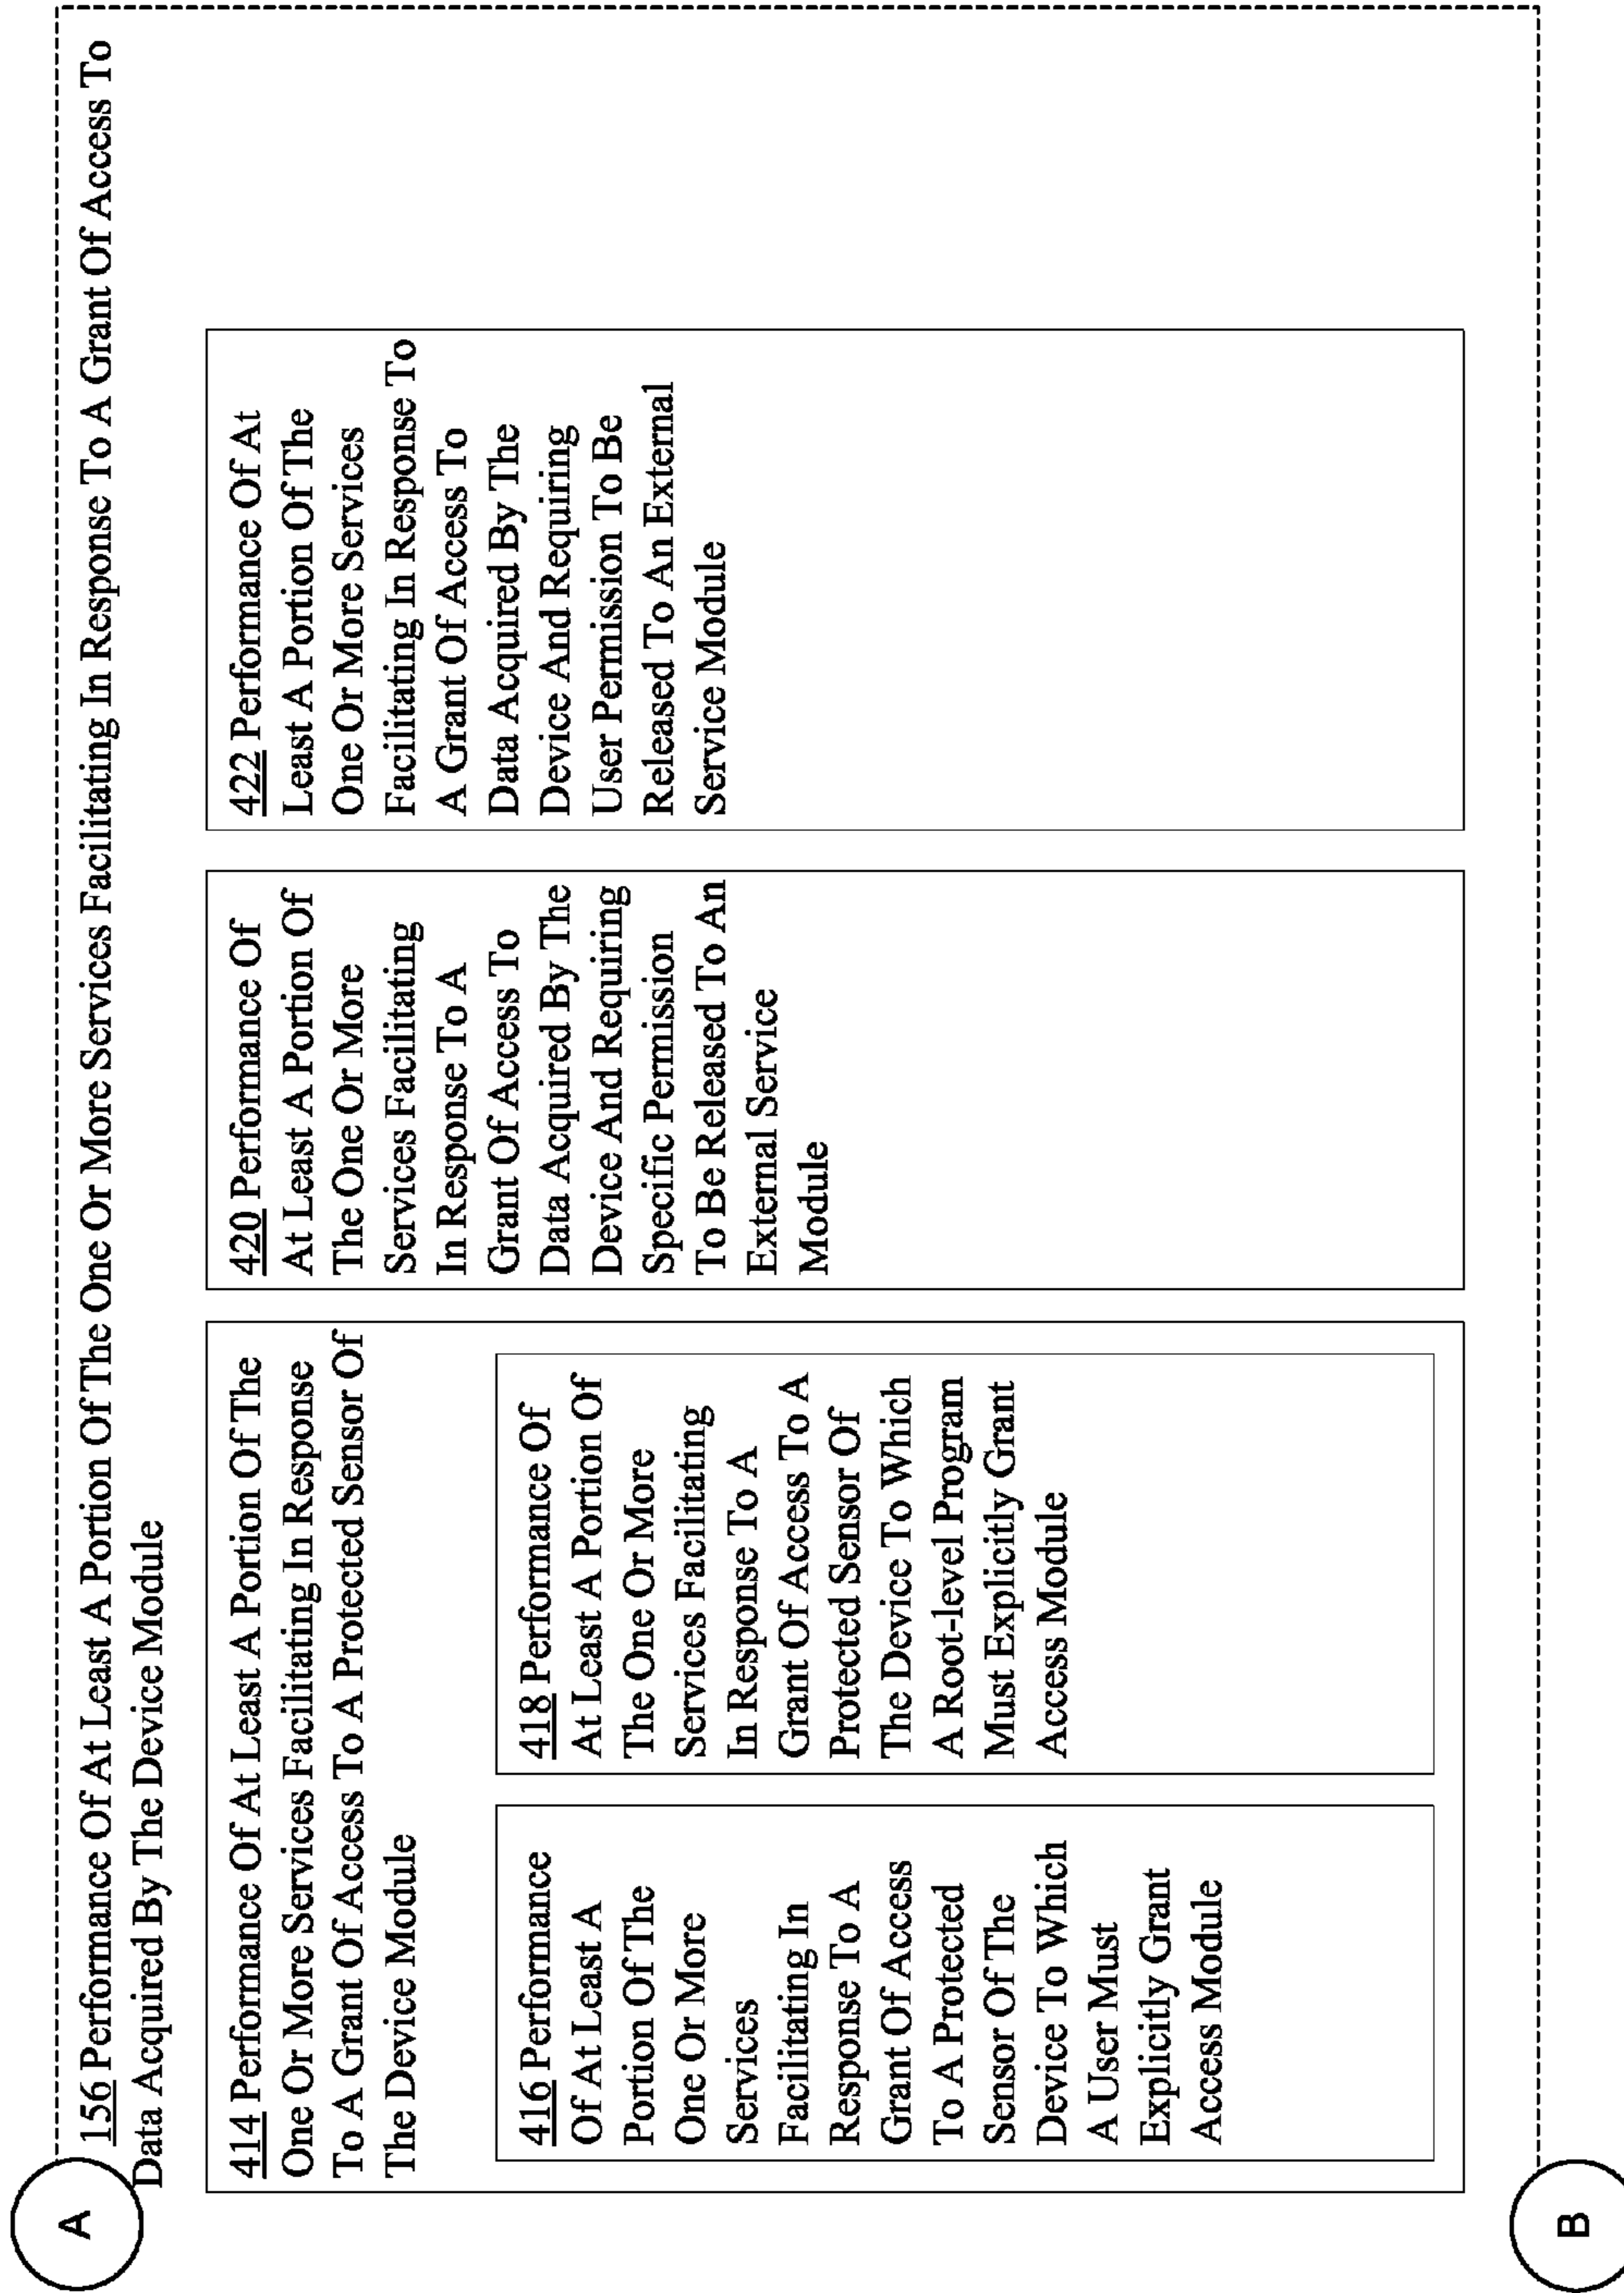 A
156 Performance Of At Least A Portion Of The One Or More Services Facilitating In Response To A Grant Of Access To
Data Acquired By The Device Module
414 Performance Of At Least A Portion Of The
One Or More Services Facilitating In Response
To A Grant Of Access To A Protected Sensor Of
The Device Module
416 Performance
Of At Least A
Portion Of The
One Or More
Services
Facilitating In
Response To A
Grant Of Access
To A Protected
Sensor Of The
Device To Which
A User Must
Explicitly Grant
Access Module
418 Performance Of
At Least A Portion Of
The One Or More
Services Facilitating
In Response To A
Grant Of Access To A
Protected Sensor Of
The Device To Which
A Root-level Program
Must Explicitly Grant
Access Module
420 Performance Of
At Least A Portion Of
The One Or More
Services Facilitating
In Response To A
Grant Of Access To
Data Acquired By The
Device And Requiring
Specific Permission
To Be Released To An
External Service
Module
422 Performance Of At
Least A Portion Of The
One Or More Services
Facilitating In Response To
A Grant Of Access To
Data Acquired By The
Device And Requiring
User Permission To Be
Released To An External
Service Module
B